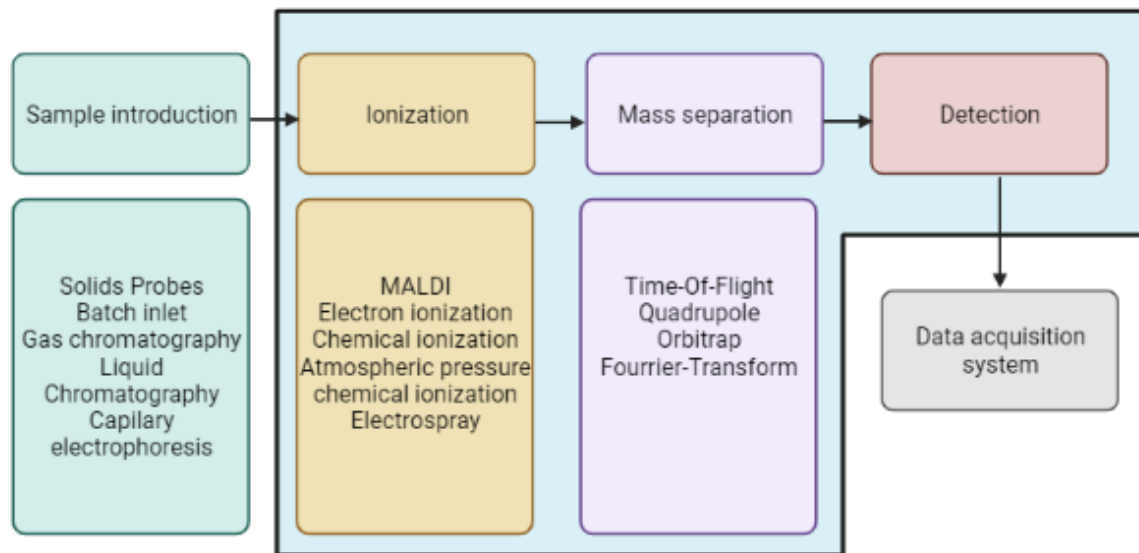 Sample introduction
Ionization
Mass separation
Detection
Solids Probes
Batch inlet
Gas chromatography
Liquid
Chromatography
Capilary
electrophoresis
MALDI
Electron ionization
Chemical ionization
Atmospheric pressure
chemical ionization
Electrospray
Time-Of-Flight
Quadrupole
Orbitrap
Fourrier-Transform
Data acquisition
system